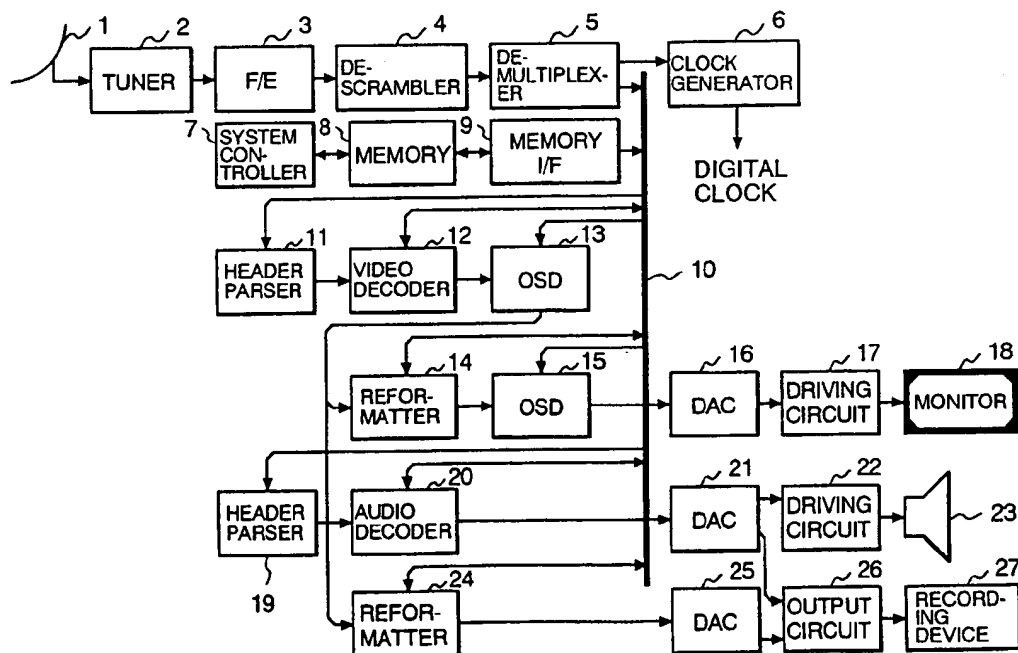 1
2
3
4
5
6
TUNER
F/E
DE-
SCRAMBLER
DE-
MULTIPLEX-
ER
CLOCK
GENERATOR
7
8
9
SYSTEM
CON-
TROLLER
MEMORY
MEMORY
I/F
DIGITAL
CLOCK
11
12
13
10
HEADER
PARSER
VIDEO
DECODER
OSD
14
15
16
17
18
REFOR-
MATTER
OSD
DAC
DRIVING
CIRCUIT
MONITOR
20
21
22
HEADER
PARSER
AUDIO
DECODER
DAC
DRIVING
CIRCUIT
23
19
24
25
26
27
REFOR-
MATTER
DAC
OUTPUT
CIRCUIT
RECORD-
ING
DEVICE